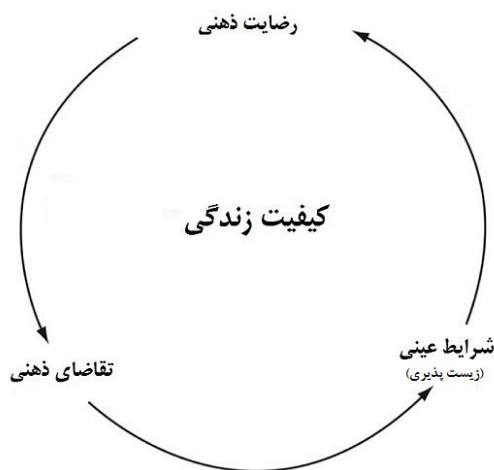 رضایت ذهنی
کیفیت زندگی
شرایط عینی
(زیست پذیری)
تقاضای ذهنی